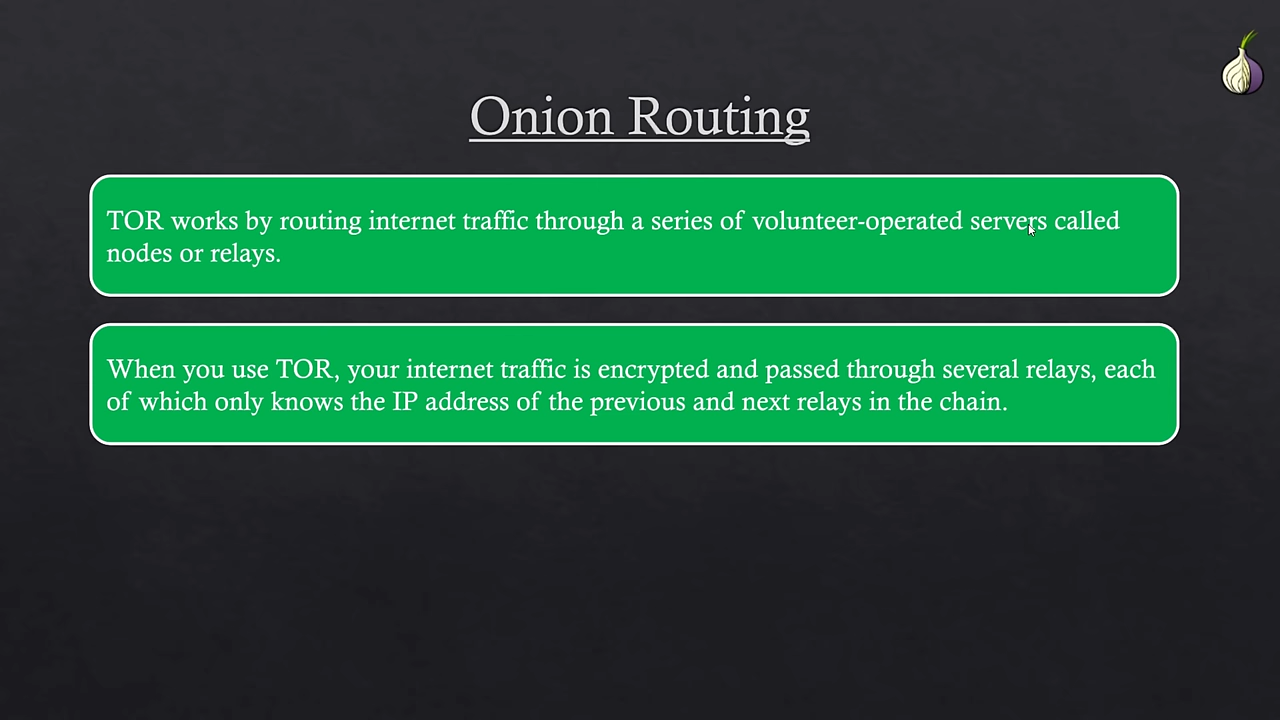 Onion Routing
TOR works by routing internet traffic through a series of volunteer-operated servers called
nodes or relays.
When you use TOR, your internet traffic is encrypted and passed through several relays, each
of which only knows the IP address of the previous and next relays in the chain.